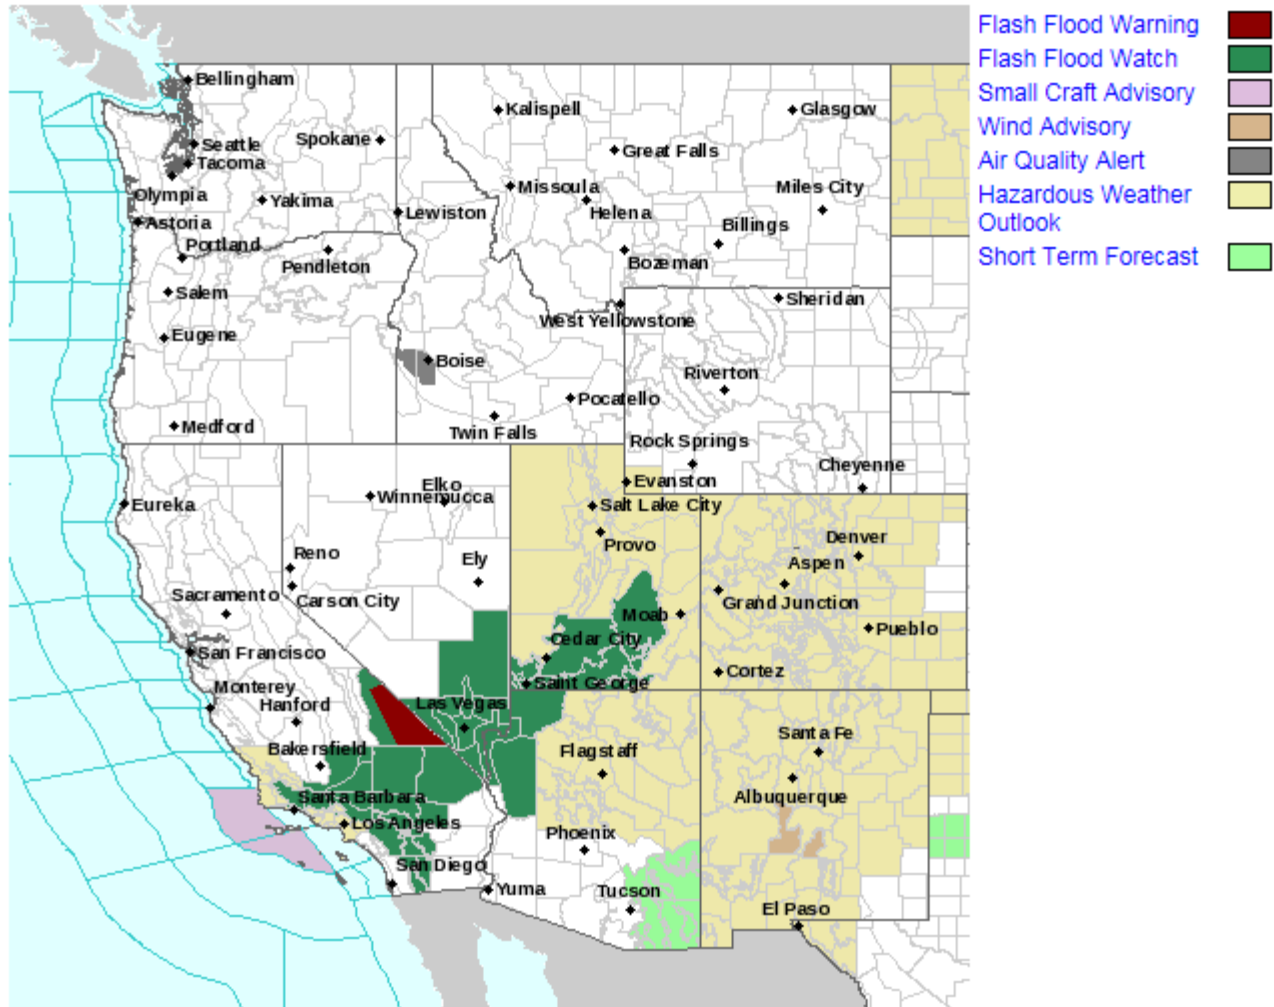 Flash Flood Warning
Flash Flood Watch
Small Craft Advisory
Wind Advisory
Air Quality Alert
Hazardous Weather
Outlook
Short Term Forecast
Bellingham
Kalispell
Glasgow
Seattle
Spokane
Great Falls
Tacoma
Olympia
Yakima
Missoula
Miles City
Astoria
Lewiston
Helena
Billings
Portland
Pendleton
Bozeman
Salem
Sheridan
Eugene
West Yellowstone
Boise
Riverton
Pocatello
Medford
Twin Falls
Rock Springs
Cheyenne
Elko
Evanston
Eureka
Winnemucca
Salt Lake City
Reno
Provo
Denver
Ely
Aspen
Sacramento
Carson City
Moab
Grand Junction
Cedar City
Pueblo
San Francisco
Cortez
Monterey
Saint George
Hanford
Las Vegas
Bakersfield
Flagstaff
Santa Fe
Santa Barbara
Albuquerque
Los Angeles
Phoenix
San Diego
Yuma
Tucson
El Paso